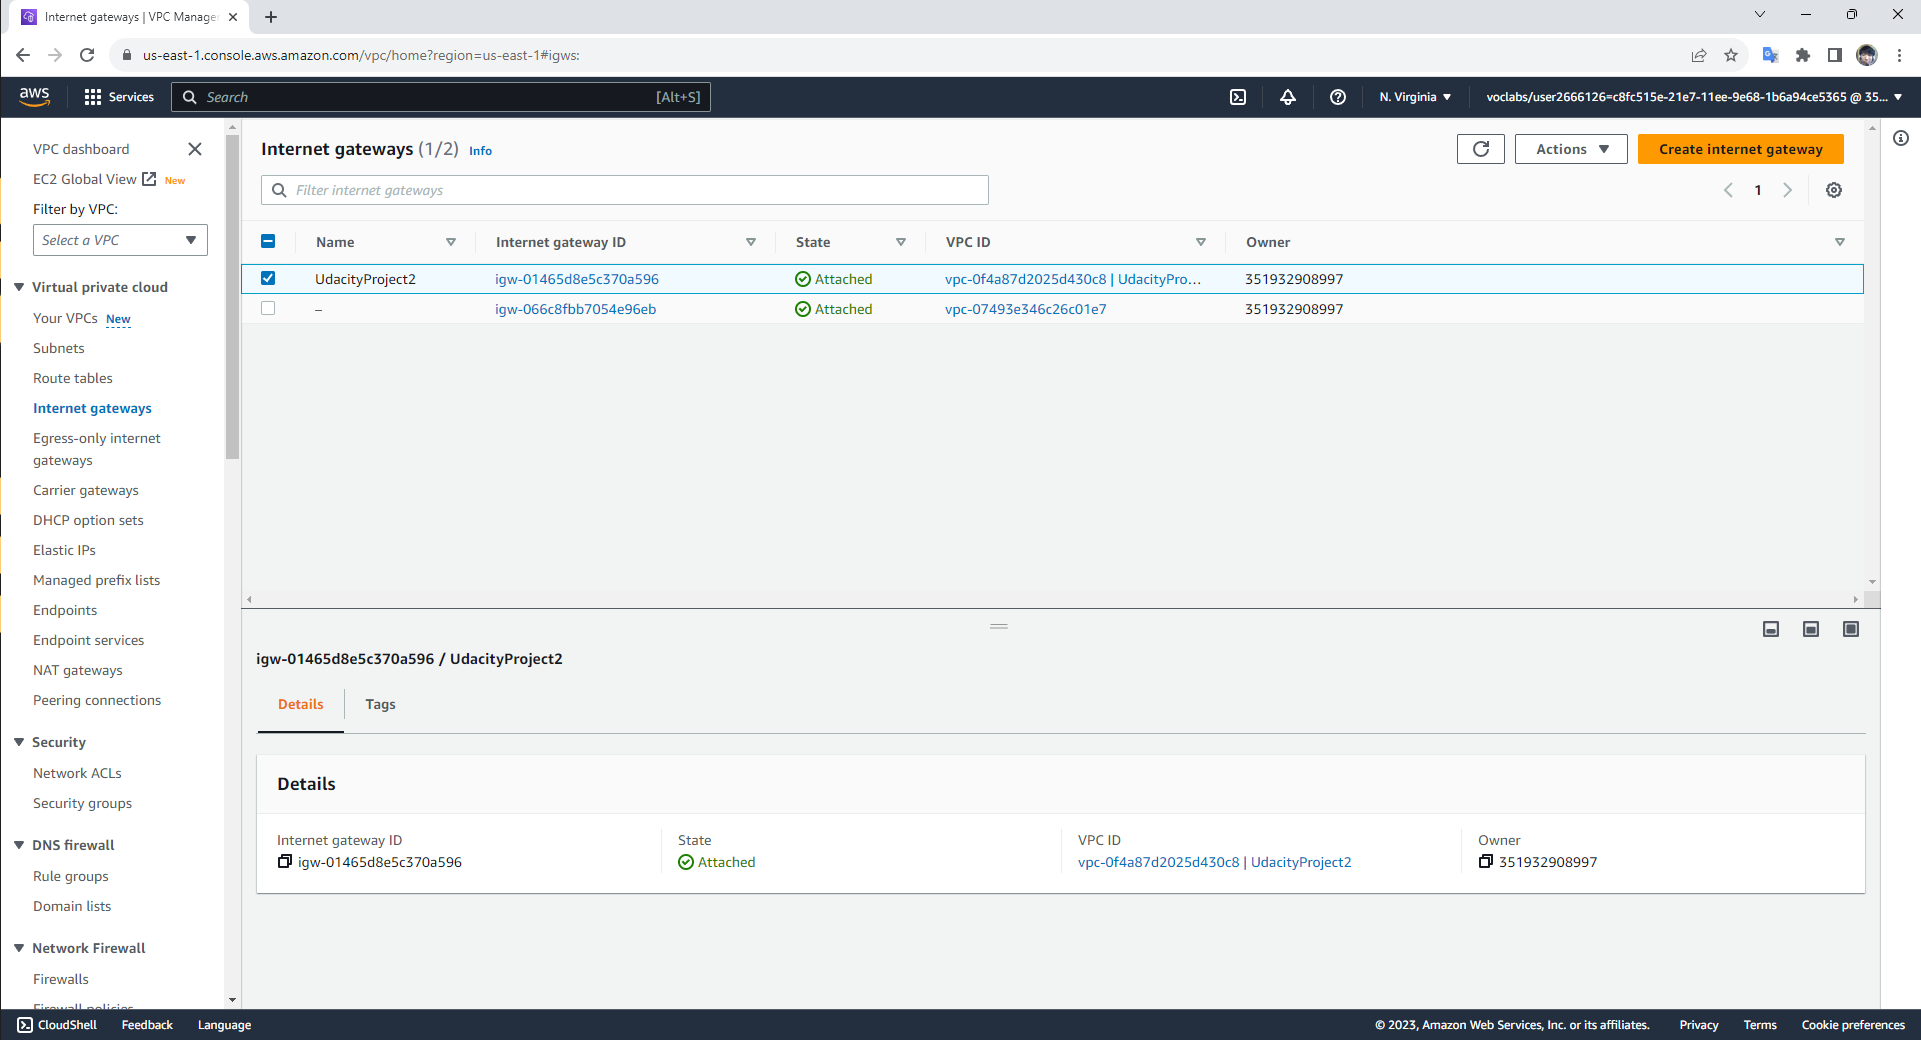 Internet gateways | VPC Manage
us-east-1.console.aws.amazon.com/vpc/home?region=us-east-1#igws:
aws
Services
Search
[Alt+S]
N. Virginia
voclabs/user2666126=c8fc515e-21e7-11ee-9e68-1b6a94ce5365 @ 35...
VPC dashboard
EC2 Global View New
Filter by VPC:
Select a VPC
Virtual private cloud
Your VPCs New
Subnets
Route tables
Internet gateways
Egress-only internet
gateways
Carrier gateways
DHCP option sets
Elastic IPs
Managed prefix lists
Endpoints
Endpoint services
NAT gateways
Peering connections
Security
Network ACLs
Security groups
DNS firewall
Rule groups
Domain lists
Network Firewall
Firewalls
Firewall policies
Internet gateways (1/2) Info
Actions
Create internet gateway
Filter internet gateways
1
Name Internet gateway ID State VPC ID Owner
UdacityProject2 igw-01465d8e5c370a596 Attached vpc-0f4a87d2025d430c8 | UdacityPro... 351932908997
– igw-066c8fbb7054e96eb Attached vpc-07493e346c26c01e7 351932908997
igw-01465d8e5c370a596 / UdacityProject2
Details Tags
Details
Internet gateway ID State VPC ID Owner
igw-01465d8e5c370a596 Attached vpc-0f4a87d2025d430c8 | UdacityProject2 351932908997
CloudShell Feedback Language
© 2023, Amazon Web Services, Inc. or its affiliates. Privacy Terms Cookie preferences